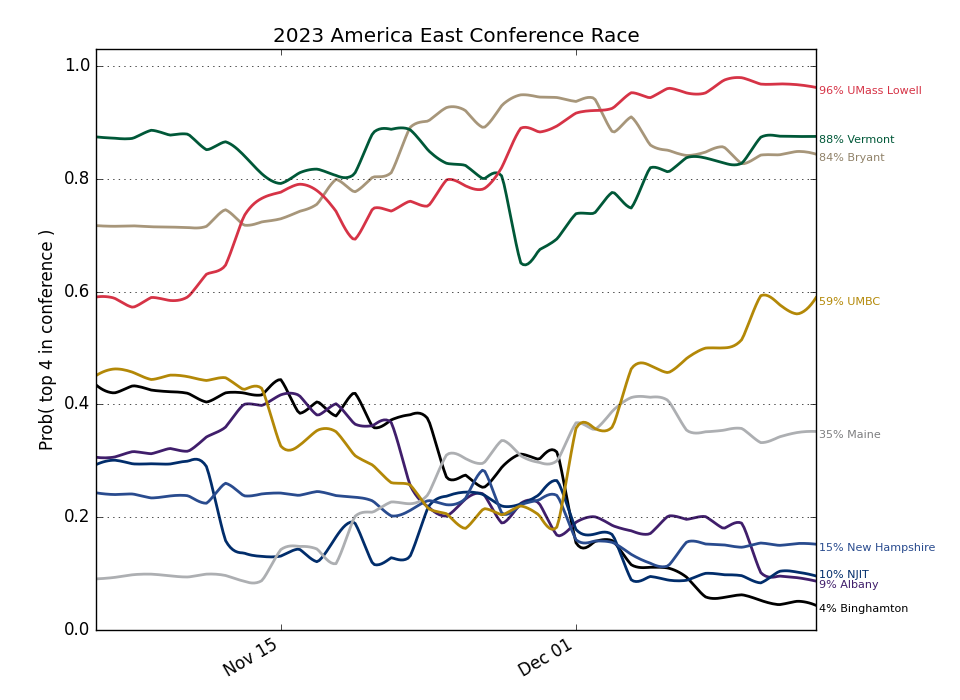 2023 America East Conference Race
1.0
0.8
0.6
0.4
0.2
0.0
Prob( top 4 in conference )
Nov 15
Dec 01
96% UMass Lowell
88% Vermont
84% Bryant
59% UMBC
35% Maine
15% New Hampshire
10% NJIT
9% Albany
4% Binghamton